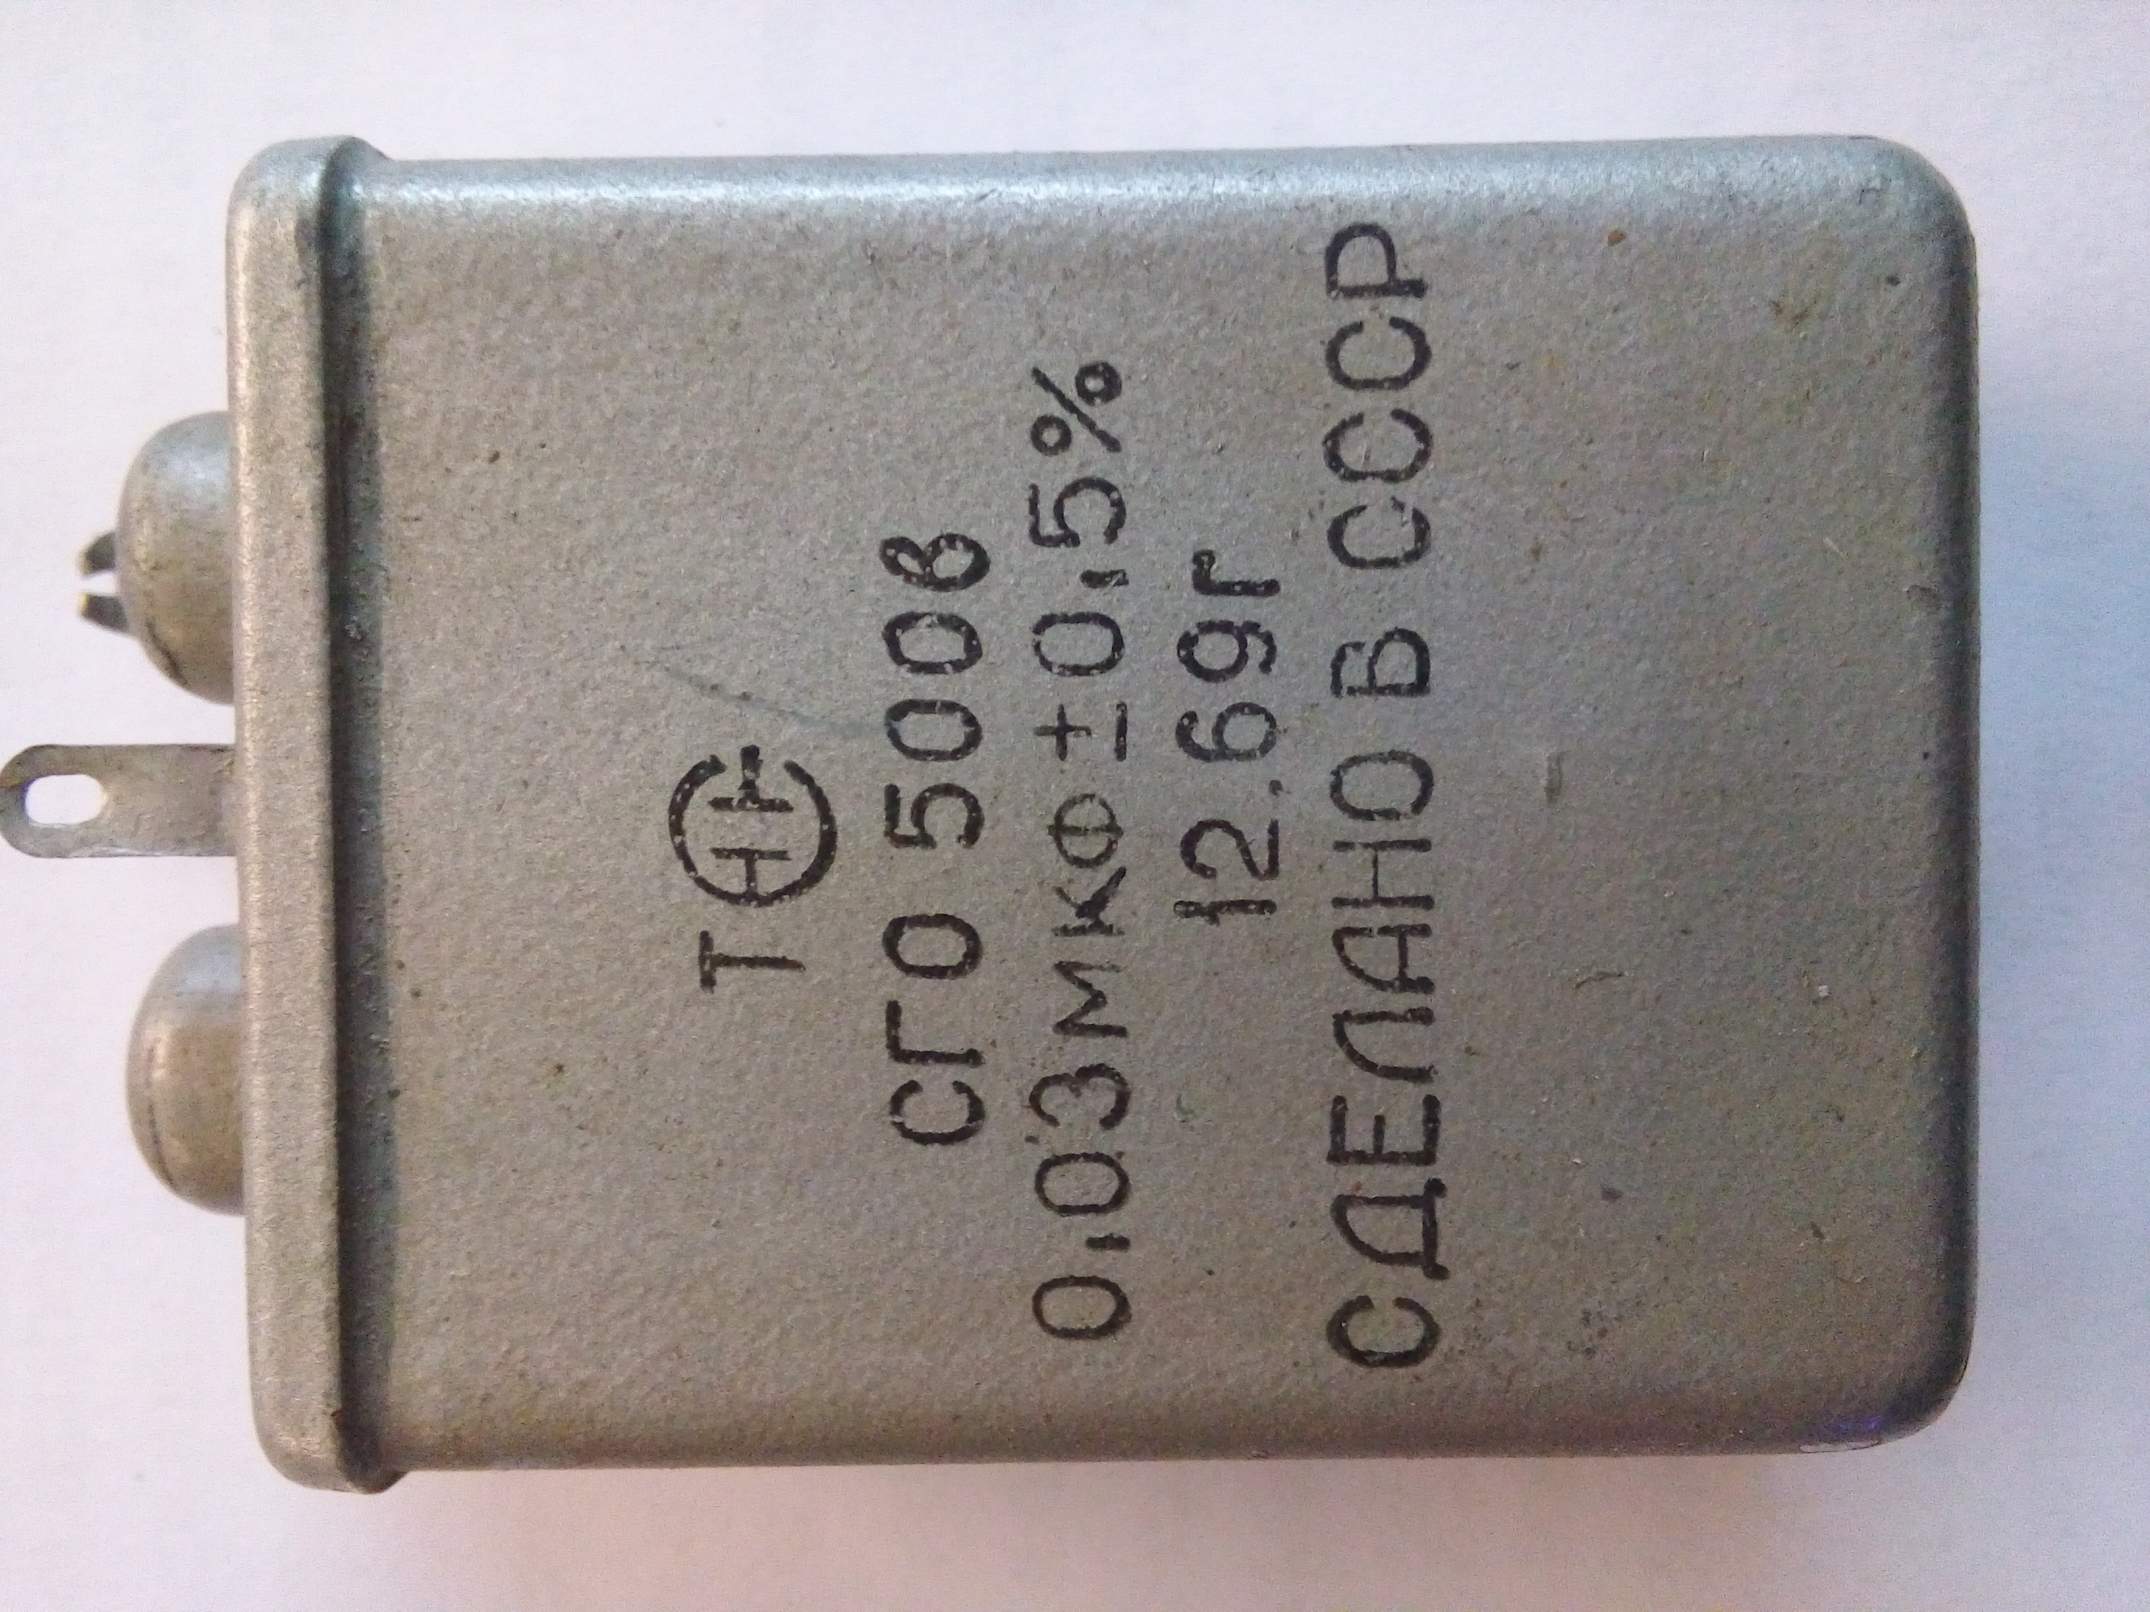 Т
СГО 500в
0,03мкФ±0,5%
12.69г
СДЕЛАНО В СССР